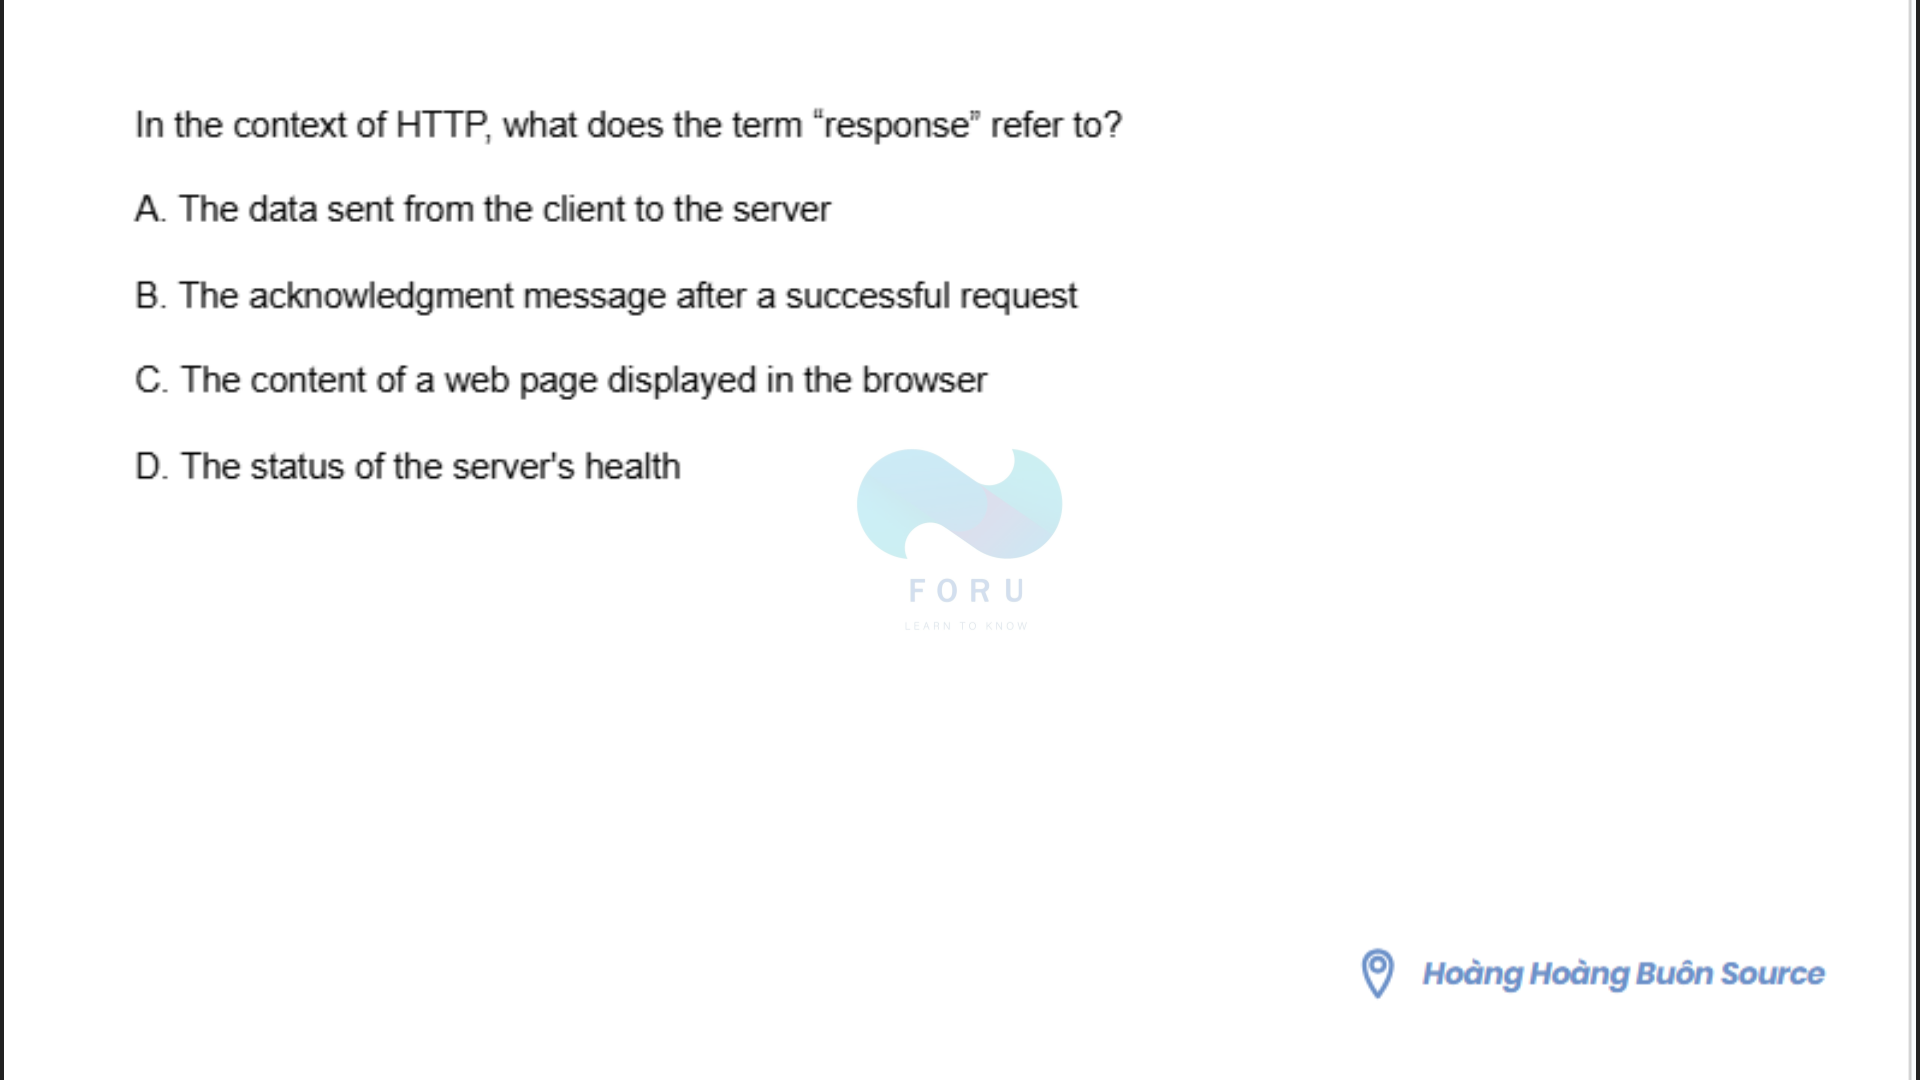 In the context of HTTP, what does the term “response” refer to?
A. The data sent from the client to the server
B. The acknowledgment message after a successful request
C. The content of a web page displayed in the browser
D. The status of the server's health
FORU
LEARN TO KNOW
Hoàng Hoàng Buôn Source